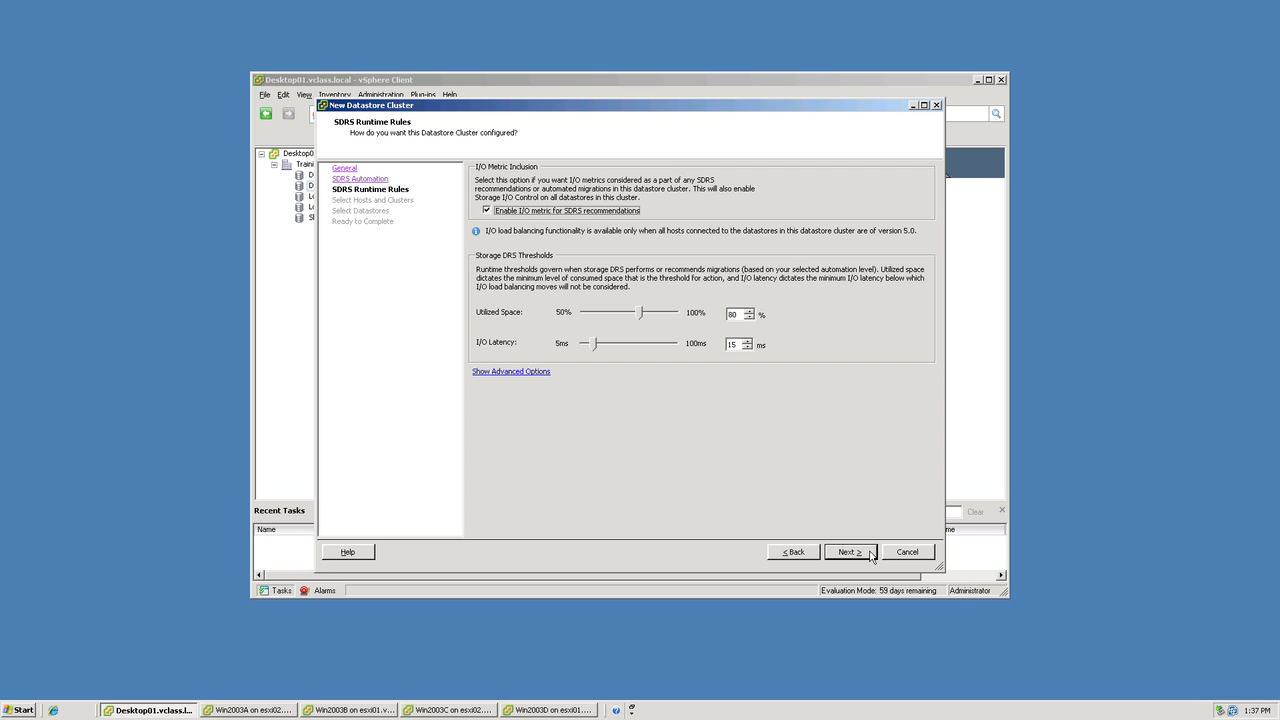 Desktop01.vclass.local - vSphere Client
File Edit View Inventory Administration Plug-ins Help
New Datastore Cluster
SDRS Runtime Rules
How do you want this Datastore Cluster configured?
Desktop0
Traini
General
SDRS Automation
SDRS Runtime Rules
Select Hosts and Clusters
Select Datastores
Ready to Complete
I/O Metric Inclusion
Select this option if you want I/O metrics considered as a part of any SDRS
recommendations or automated migrations in this datastore cluster. This will also enable
Storage I/O Control on all datastores in this cluster.
Enable I/O metric for SDRS recommendations
I/O load balancing functionality is available only when all hosts connected to the datastores in this datastore cluster are of version 5.0.
Storage DRS Thresholds
Runtime thresholds govern when storage DRS performs or recommends migrations (based on your selected automation level). Utilized space
dictates the minimum level of consumed space that is the threshold for action, and I/O latency dictates the minimum I/O latency below which
I/O load balancing moves will not be considered.
Utilized Space: 50% 100% 80 %
I/O Latency: 5ms 100ms 15 ms
Show Advanced Options
Recent Tasks
Clear
Name
me
Help
< Back Next > Cancel
Tasks Alarms
Evaluation Mode: 59 days remaining Administrator
Start Desktop01.vclass.l... Win2003A on esxi02.... Win2003B on esxi01.v... Win2003C on esxi02.... Win2003D on esxi01.... 1:37 PM